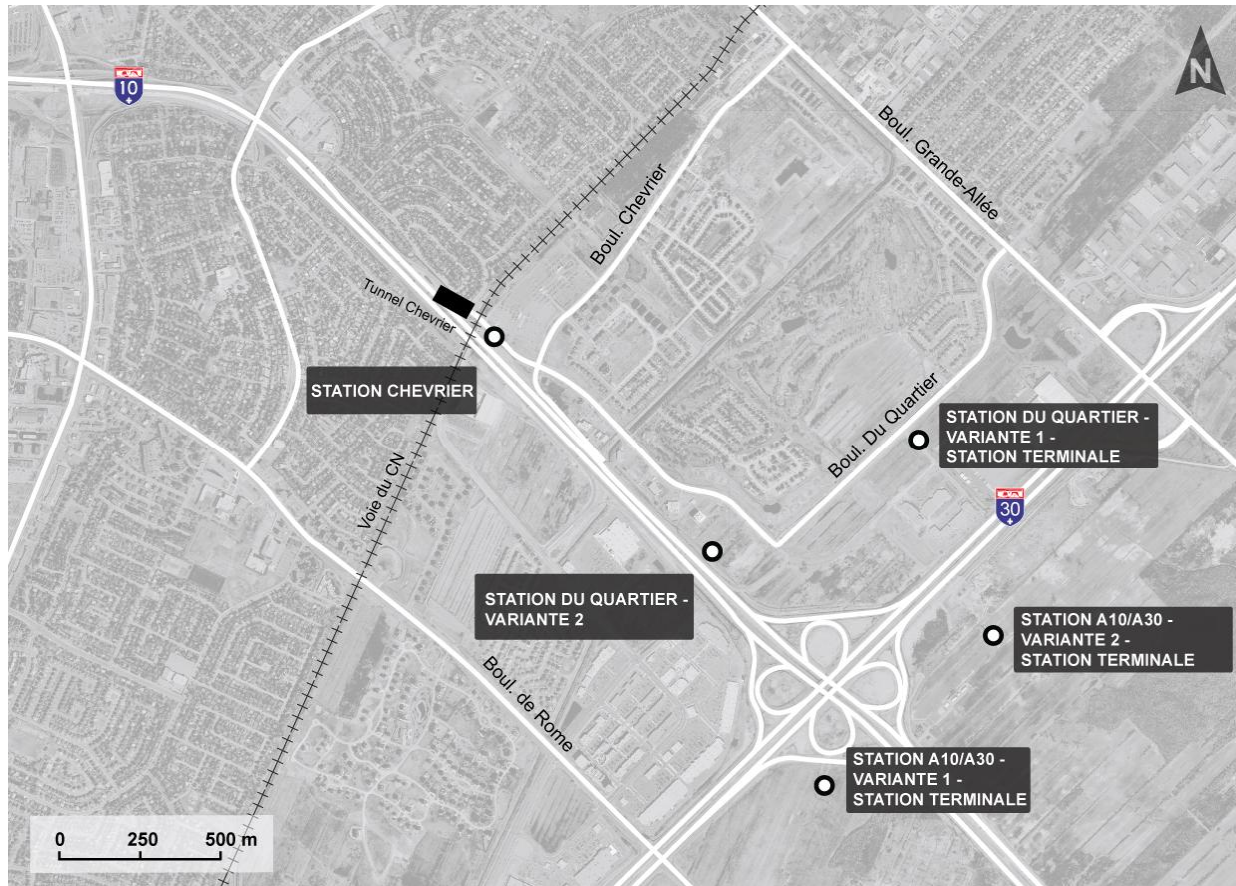 10
N
Boul. Grande-Allée
Boul. Chevrier
Tunnel Chevrier
STATION CHEVRIER
Boul. Du Quartier
STATION DU QUARTIER -
VARIANTE 1 -
STATION TERMINALE
Voie du CN
30
STATION DU QUARTIER -
VARIANTE 2
STATION A10/A30 -
VARIANTE 2 -
STATION TERMINALE
Boul. de Rome
STATION A10/A30 -
VARIANTE 1 -
STATION TERMINALE
0 250 500 m